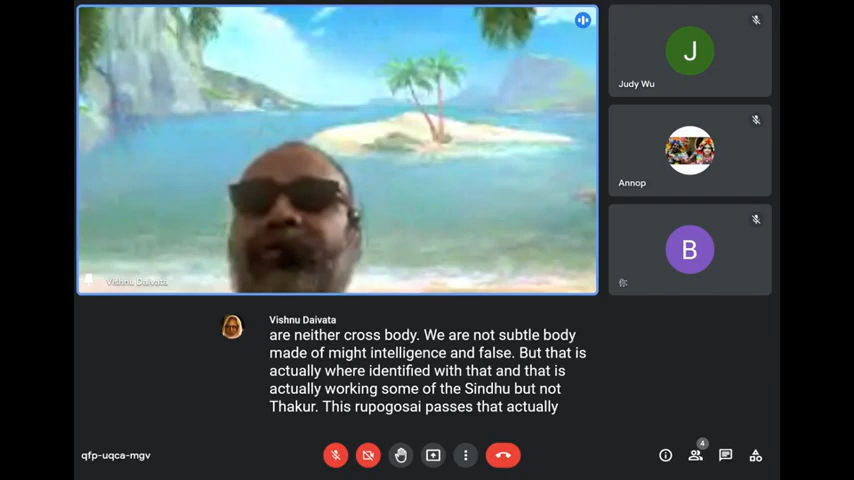 J
Judy Wu
Annop
B
你
Vishnu Daivata
Vishnu Daivata
are neither cross body. We are not subtle body
made of might intelligence and false. But that is
actually where identified with that and that is
actually working some of the Sindhu but not
Thakur. This rupogosai passes that actually
qfp-uqca-mgv
4